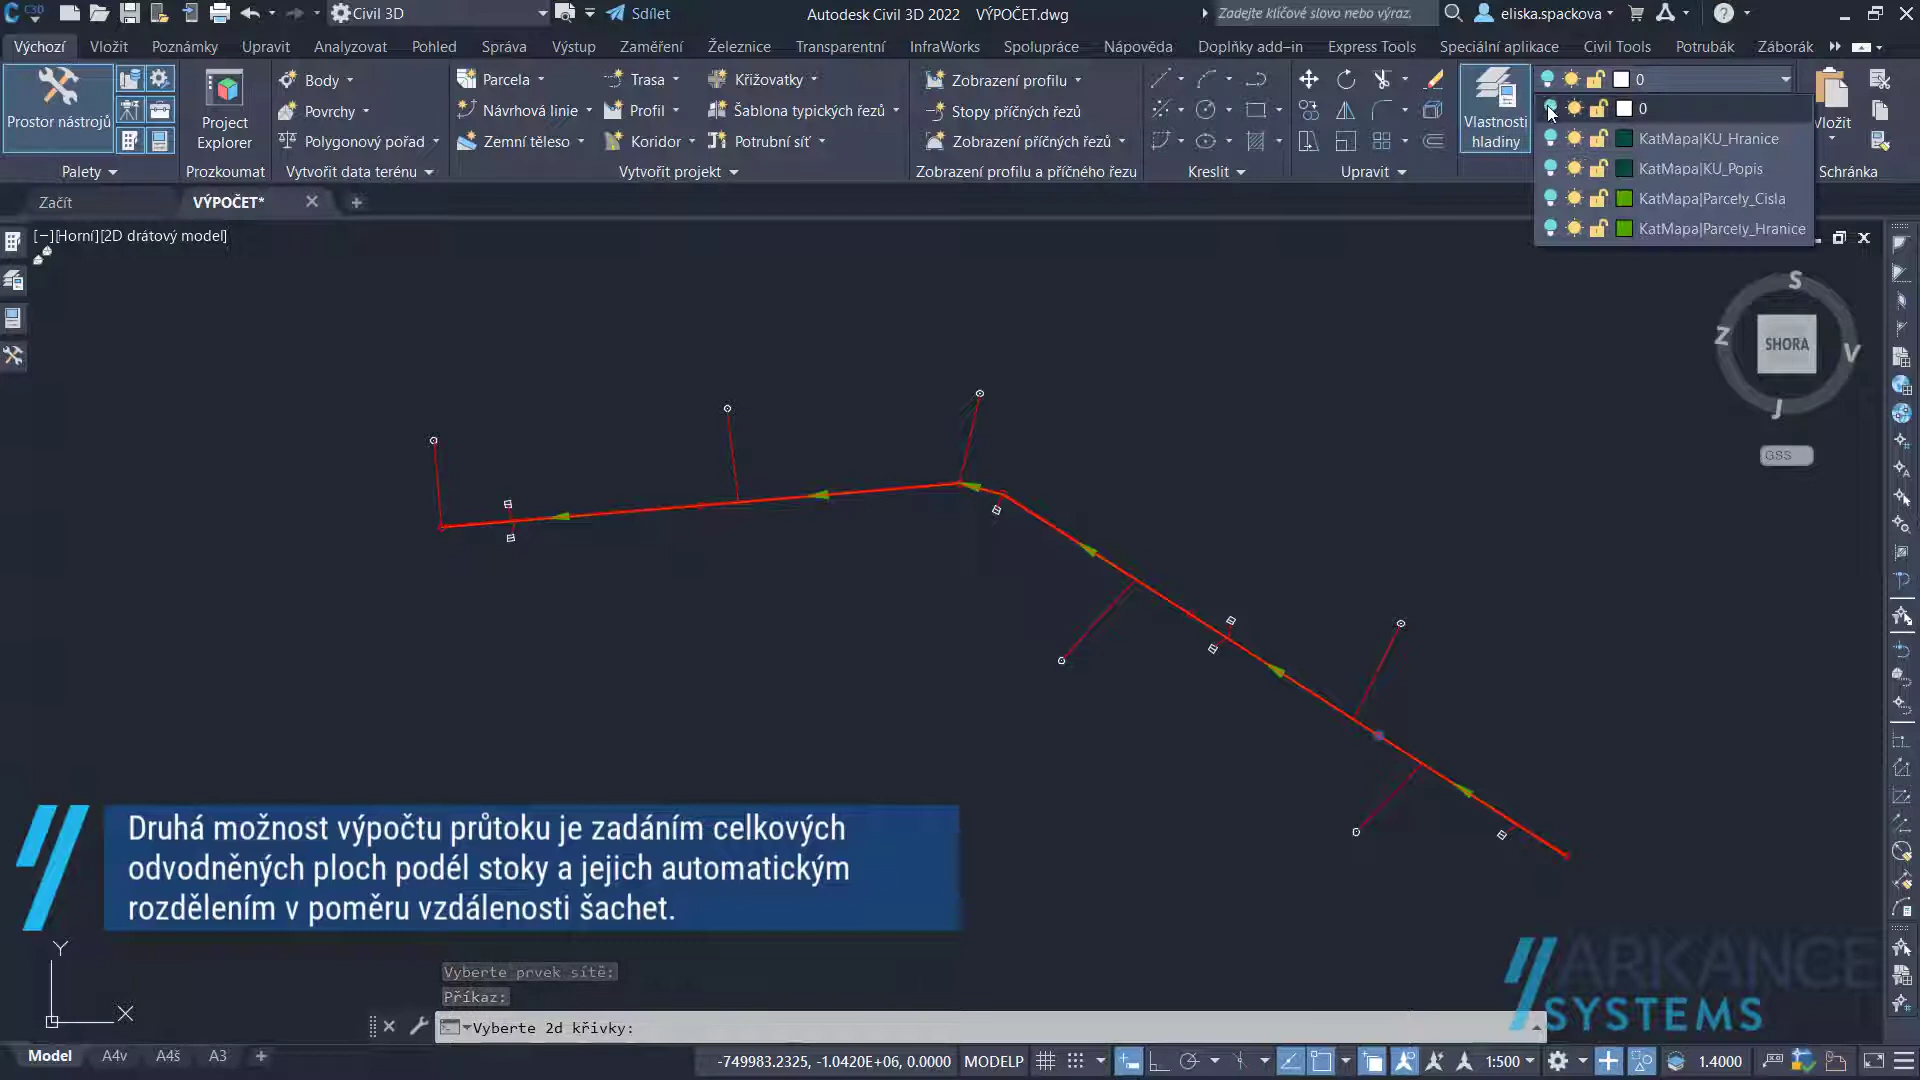 C3D
Civil 3D
Sdílet
Autodesk Civil 3D 2022
VÝPOČET.dwg
Zadejte klíčové slovo nebo výraz.
eliska.spackova
Výchozí
Vložit
Poznámky
Upravit
Analyzovat
Pohled
Správa
Výstup
Zaměření
Železnice
Transparentní
InfraWorks
Spolupráce
Nápověda
Doplňky add-in
Express Tools
Speciální aplikace
Civil Tools
Potrubák
Záborák
Prostor nástrojů
Palety
Project
Explorer
Prozkoumat
Body
Povrchy
Polygonový pořad
Vytvořit data terénu
Parcela
Návrhová linie
Zemní těleso
Trasa
Profil
Koridor
Křižovatky
Šablona typických řezů
Potrubní síť
Vytvořit projekt
Zobrazení profilu
Stopy příčných řezů
Zobrazení příčných řezů
Zobrazení profilu a příčného řezu
Kreslit
Upravit
Vlastnosti
hladiny
0
0
KatMapa|KU_Hranice
KatMapa|KU_Popis
KatMapa|Parcely_Cisla
KatMapa|Parcely_Hranice
Vložit
Schránka
Začít
VÝPOČET*
[−][Horní][2D drátový model]
S
Z
SHORA
V
J
GSS
Druhá možnost výpočtu průtoku je zadáním celkových
odvodněných ploch podél stoky a jejich automatickým
rozdělením v poměru vzdálenosti šachet.
Y
X
Vyberte prvek sítě:
Příkaz:
Vyberte 2d křivky:
ARKANCE
SYSTEMS
Model
A4v
A4š
A3
-749983.2325, -1.0420E+06, 0.0000
MODELP
1:500
1.4000